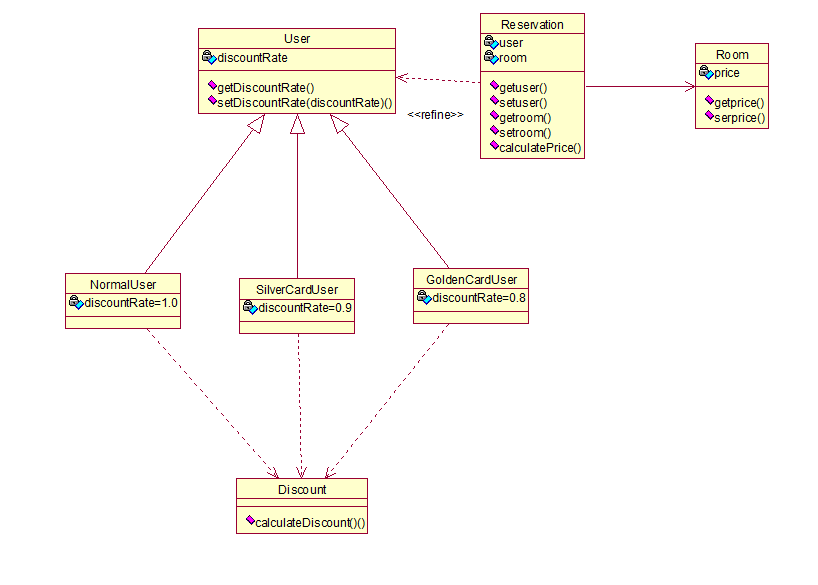 User
discountRate
getDiscountRate()
setDiscountRate(discountRate)()
<<refine>>
Reservation
user
room
getuser()
setuser()
getroom()
setroom()
calculatePrice()
Room
price
getprice()
serprice()
NormalUser
discountRate=1.0
SilverCardUser
discountRate=0.9
GoldenCardUser
discountRate=0.8
Discount
calculateDiscount()()